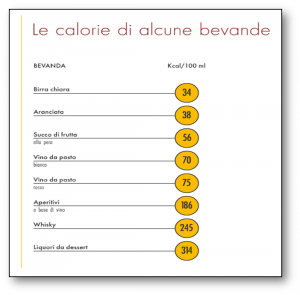 Le calorie di alcune bevande
BEVANDA Kcal/100 ml
Birra chiara 34
Aranciata 38
Succo di frutta 56
alla pera
Vino da pasto 70
bianco
Vino da pasto 75
rosso
Aperitivi 186
a base di vino
Whisky 245
Liquori da dessert 314